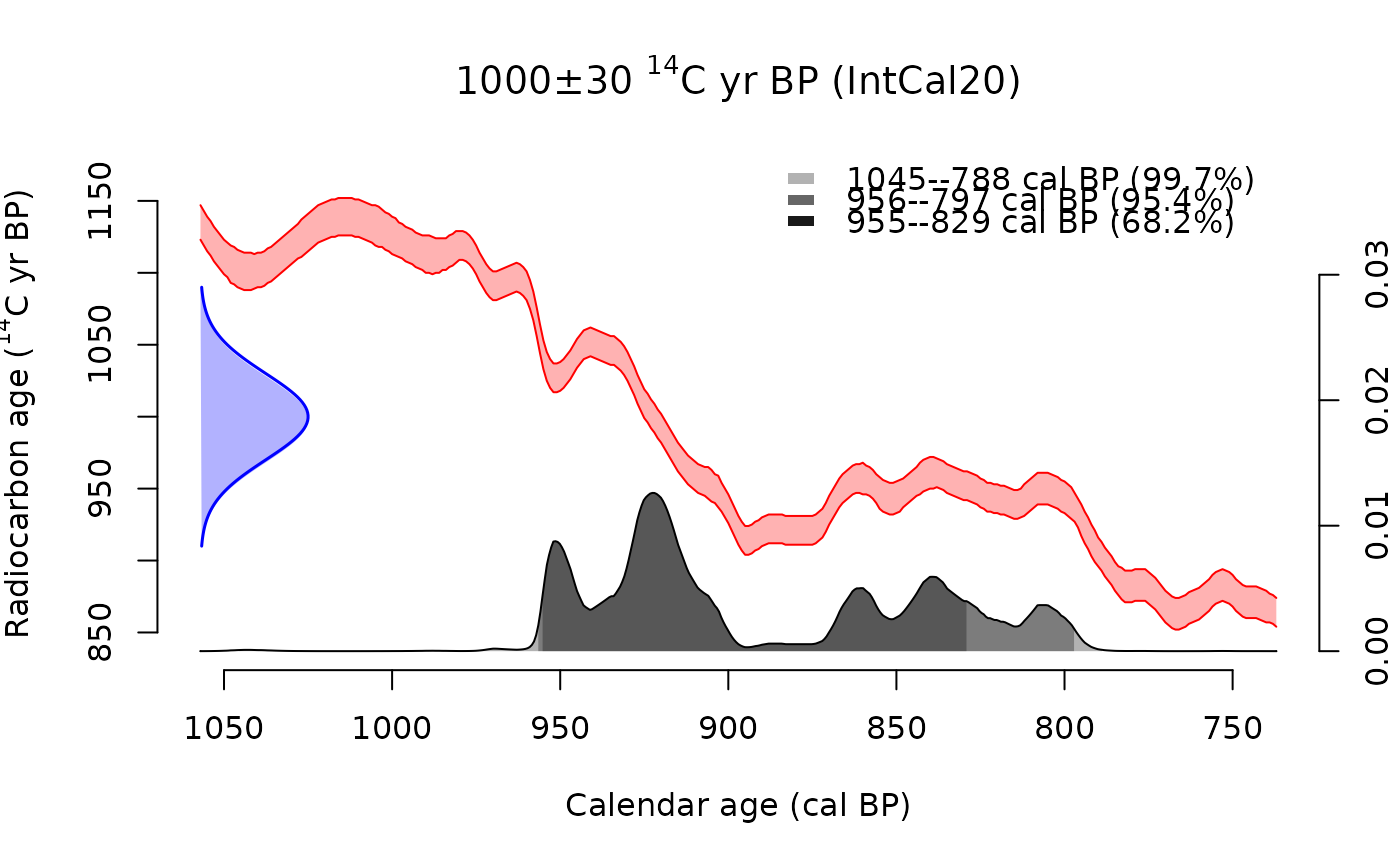 1000±30 ¹⁴C yr BP (IntCal20)
1045--788 cal BP (99.7%)
956--797 cal BP (95.4%)
955--829 cal BP (68.2%)
Radiocarbon age (¹⁴C yr BP)
1150
1050
950
850
0.03
0.02
0.01
0.00
1050 1000 950 900 850 800 750
Calendar age (cal BP)